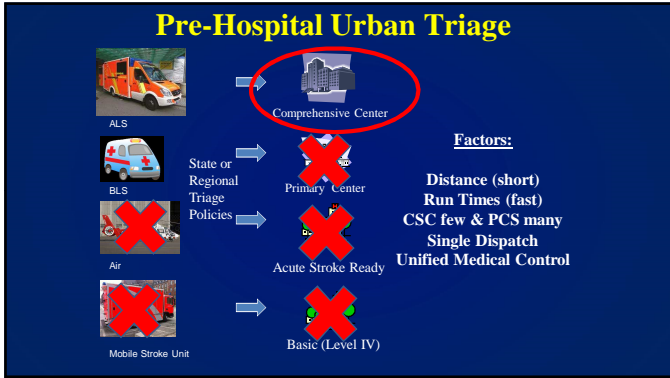 Pre-Hospital Urban Triage
ALS
Comprehensive Center
BLS
State or
Regional
Triage
Policies
Primary Center
Air
Acute Stroke Ready
Mobile Stroke Unit
Basic (Level IV)
Factors:
Distance (short)
Run Times (fast)
CSC few & PCS many
Single Dispatch
Unified Medical Control